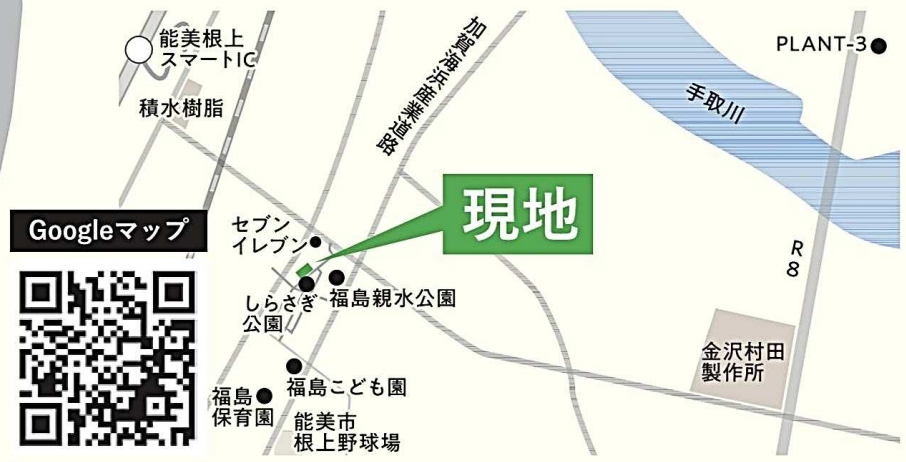 能美根上
スマートIC
積水樹脂
加賀海浜産業道路
手取川
PLANT-3
現地
Googleマップ
セブン
イレブン
しらさぎ
公園
福島親水公園
R
8
金沢村田
製作所
福島こども園
福島
保育園
能美市
根上野球場